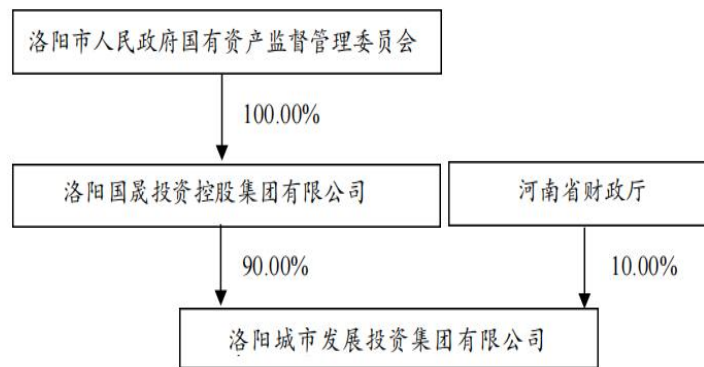 洛阳市人民政府国有资产监督管理委员会
100.00%
洛阳国晟投资控股集团有限公司
河南省财政厅
90.00%
10.00%
洛阳城市发展投资集团有限公司